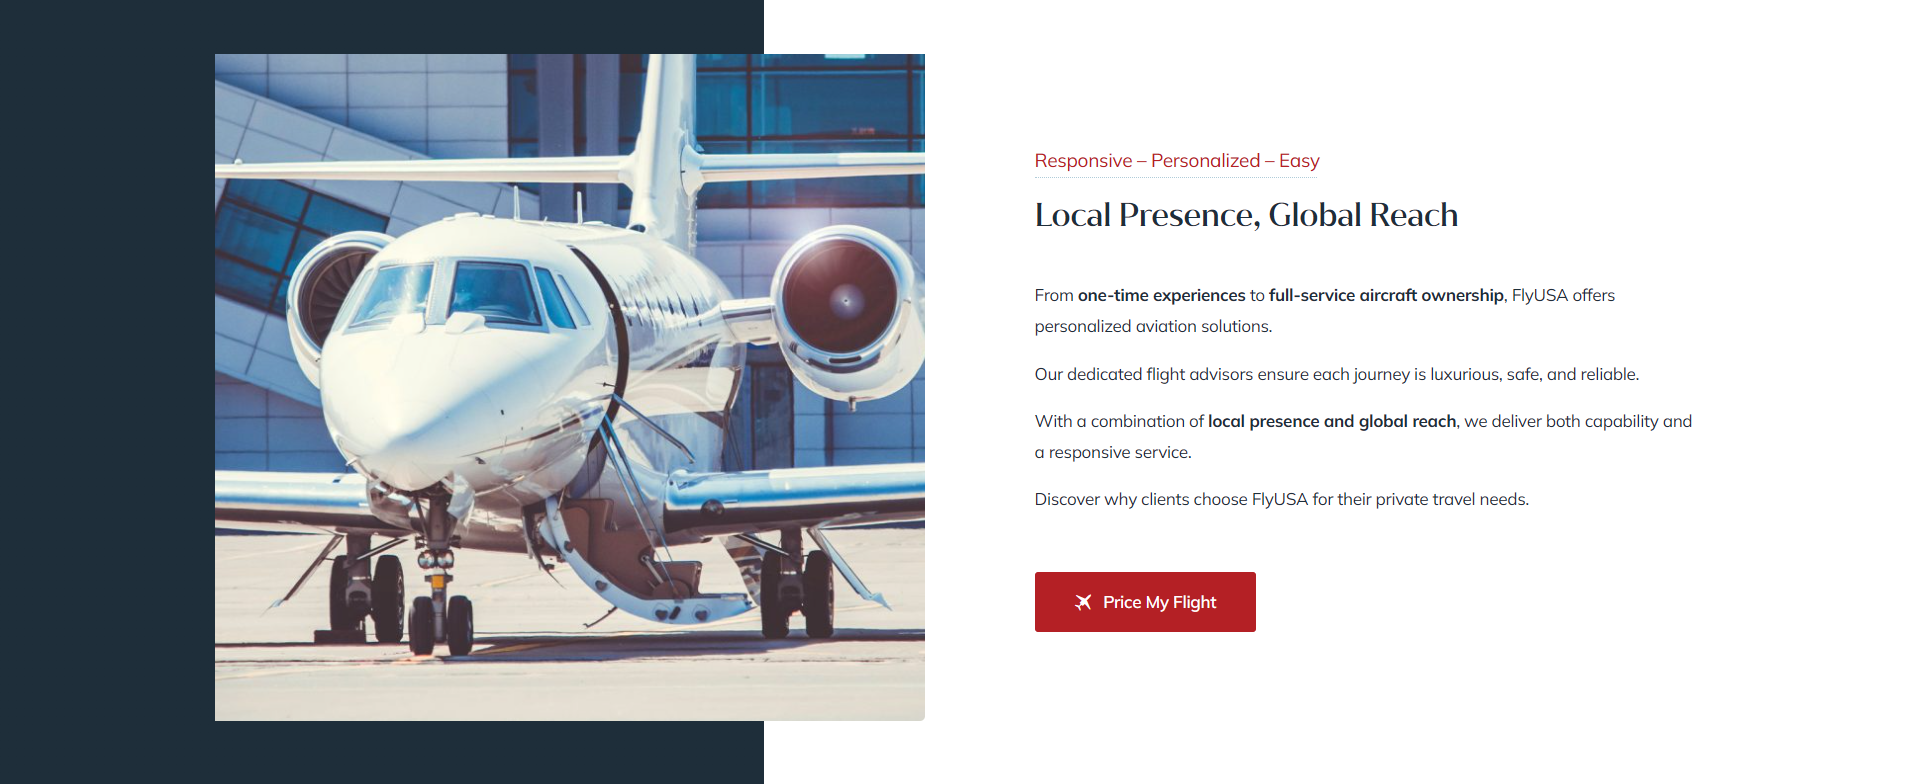 Responsive – Personalized – Easy
Local Presence, Global Reach
From one-time experiences to full-service aircraft ownership, FlyUSA offers
personalized aviation solutions.
Our dedicated flight advisors ensure each journey is luxurious, safe, and reliable.
With a combination of local presence and global reach, we deliver both capability and
a responsive service.
Discover why clients choose FlyUSA for their private travel needs.
Price My Flight